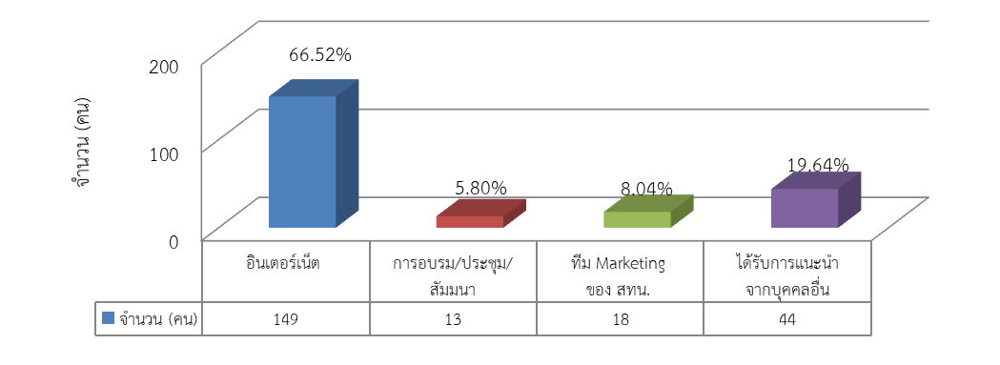 66.52%
200
19.64%
5.80%
8.04%
100
0
จำนวน (คน)
อินเตอร์เน็ต
การอบรม/ประชุม/
สัมมนา
ทีม Marketing
ของ สทน.
ได้รับการแนะนำ
จากบุคคลอื่น
จำนวน (คน) 149 13 18 44